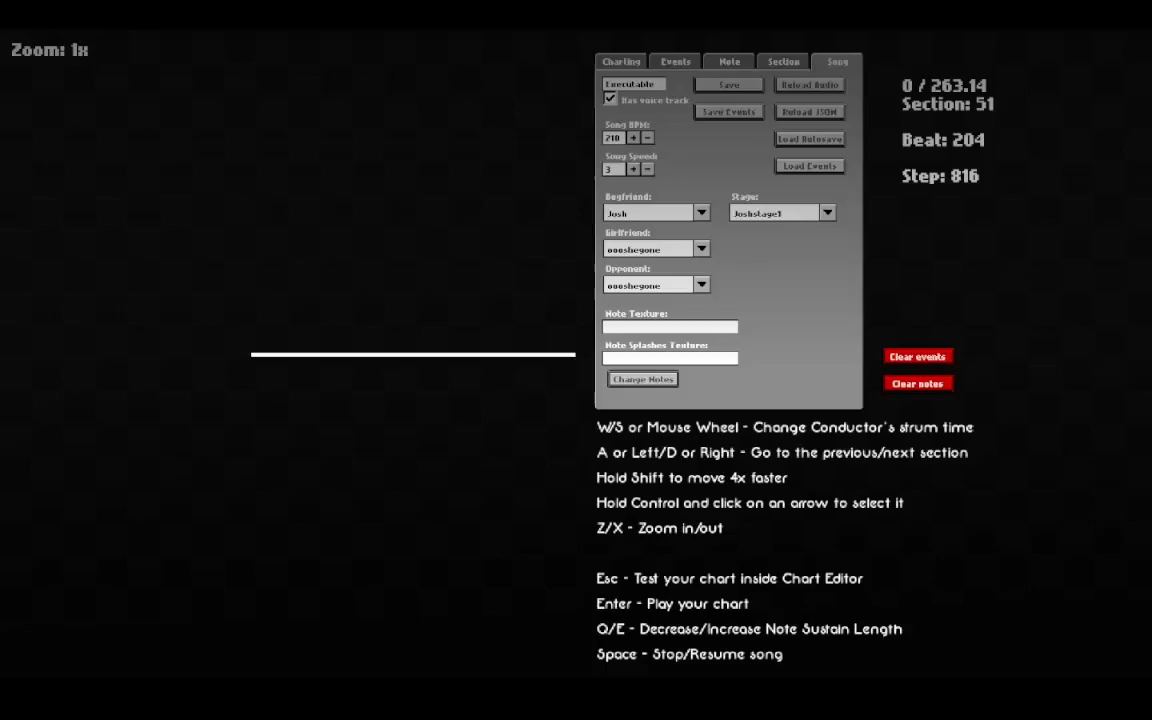 Zoom: 1x
Charting Events Note Section Song
Executable Save Reload Audio
Has voice track
Save Events Reload JSON
Song BPM:
210 + - Load Autosave
Song Speed:
3 + - Load Events
Boyfriend: Stage:
Josh Joshstage1
Girlfriend:
oooshegone
Opponent:
oooshegone
Note Texture:
Note Splashes Texture:
Change Notes
0 / 263.14
Section: 51
Beat: 204
Step: 816
Clear events
Clear notes
W/S or Mouse Wheel - Change Conductor's strum time
A or Left/D or Right - Go to the previous/next section
Hold Shift to move 4x faster
Hold Control and click on an arrow to select it
Z/X - Zoom in/out
Esc - Test your chart inside Chart Editor
Enter - Play your chart
Q/E - Decrease/Increase Note Sustain Length
Space - Stop/Resume song